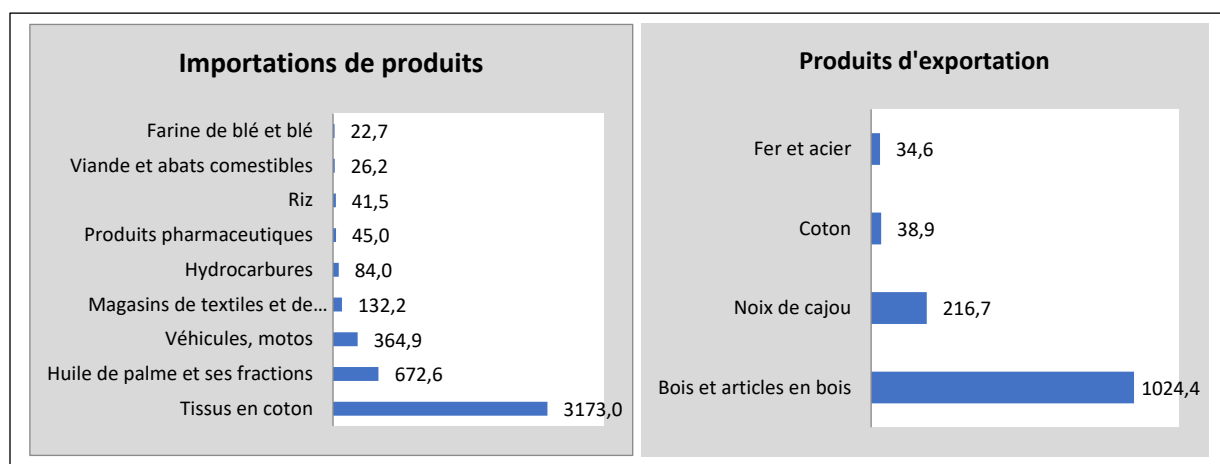 Importations de produits
Farine de blé et blé 22,7
Viande et abats comestibles 26,2
Riz 41,5
Produits pharmaceutiques 45,0
Hydrocarbures 84,0
Magasins de textiles et de... 132,2
Véhicules, motos 364,9
Huile de palme et ses fractions 672,6
Tissus en coton 3173,0
Produits d'exportation
Fer et acier 34,6
Coton 38,9
Noix de cajou 216,7
Bois et articles en bois 1024,4